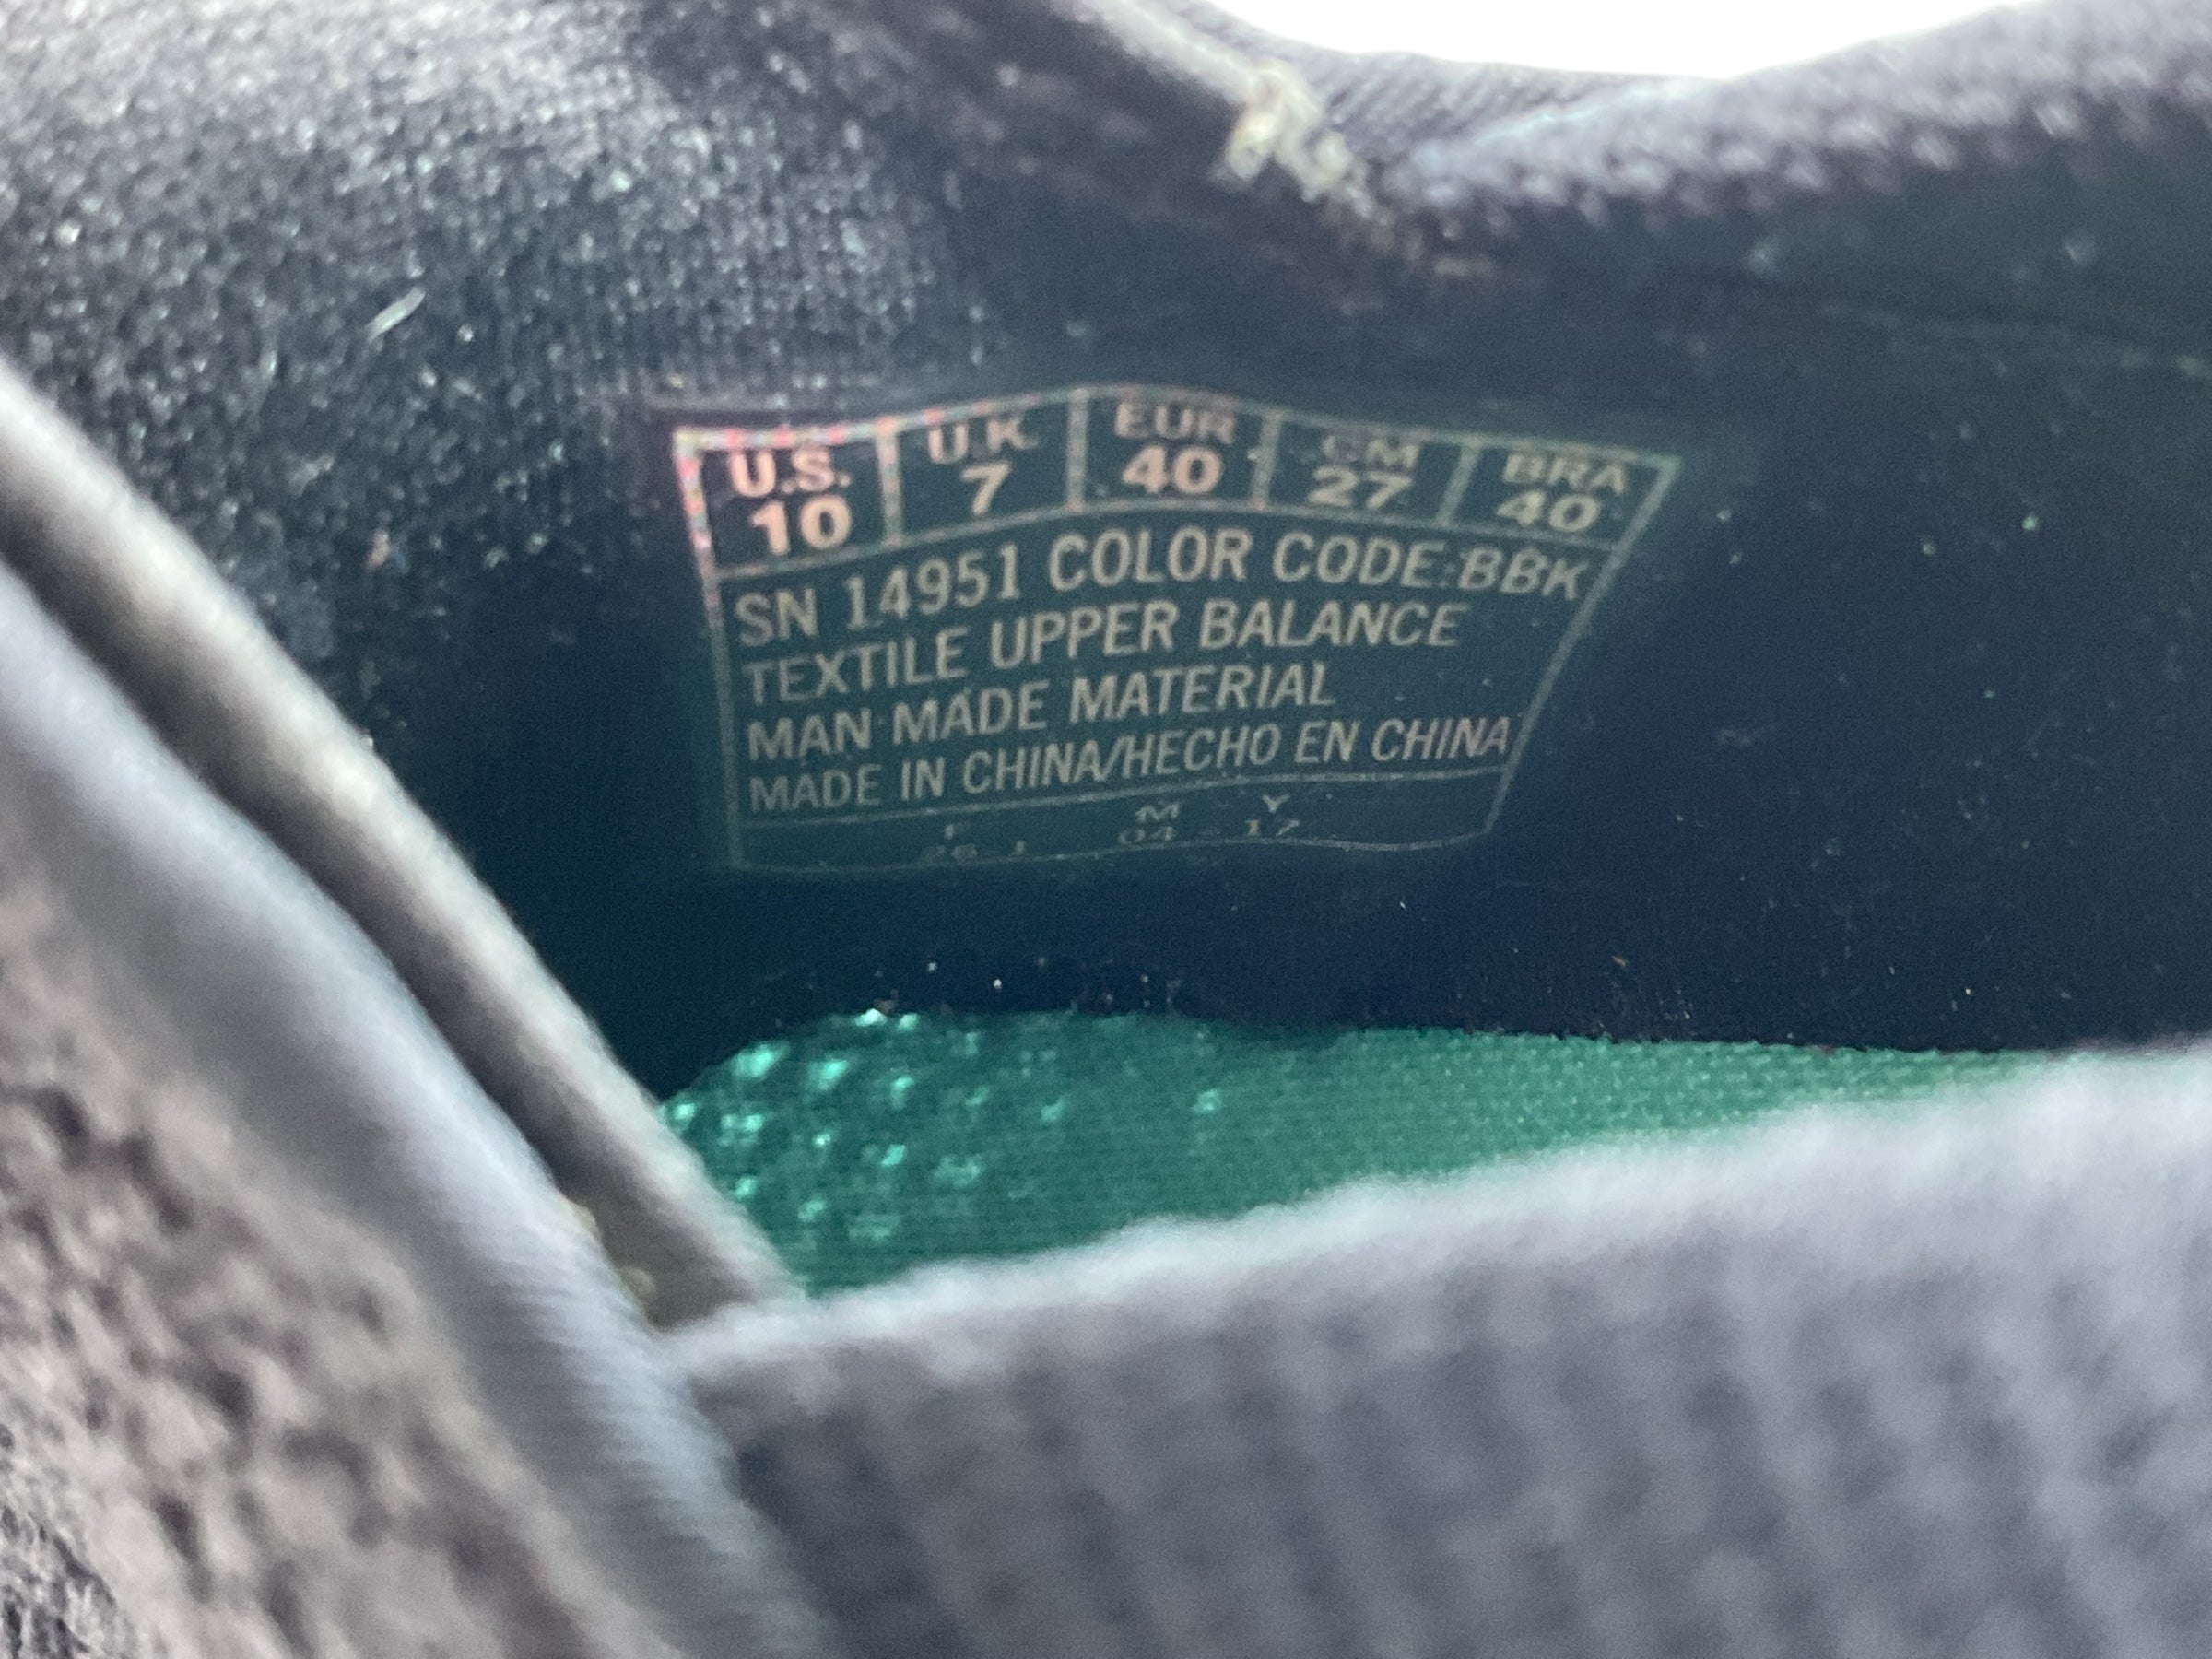 U.S. U.K EUR CM BRA
10 7 40 27 40
SN 14951 COLOR CODE:BBK
TEXTILE UPPER BALANCE
MAN MADE MATERIAL
MADE IN CHINA/HECHO EN CHINA
F M Y
04 - 17